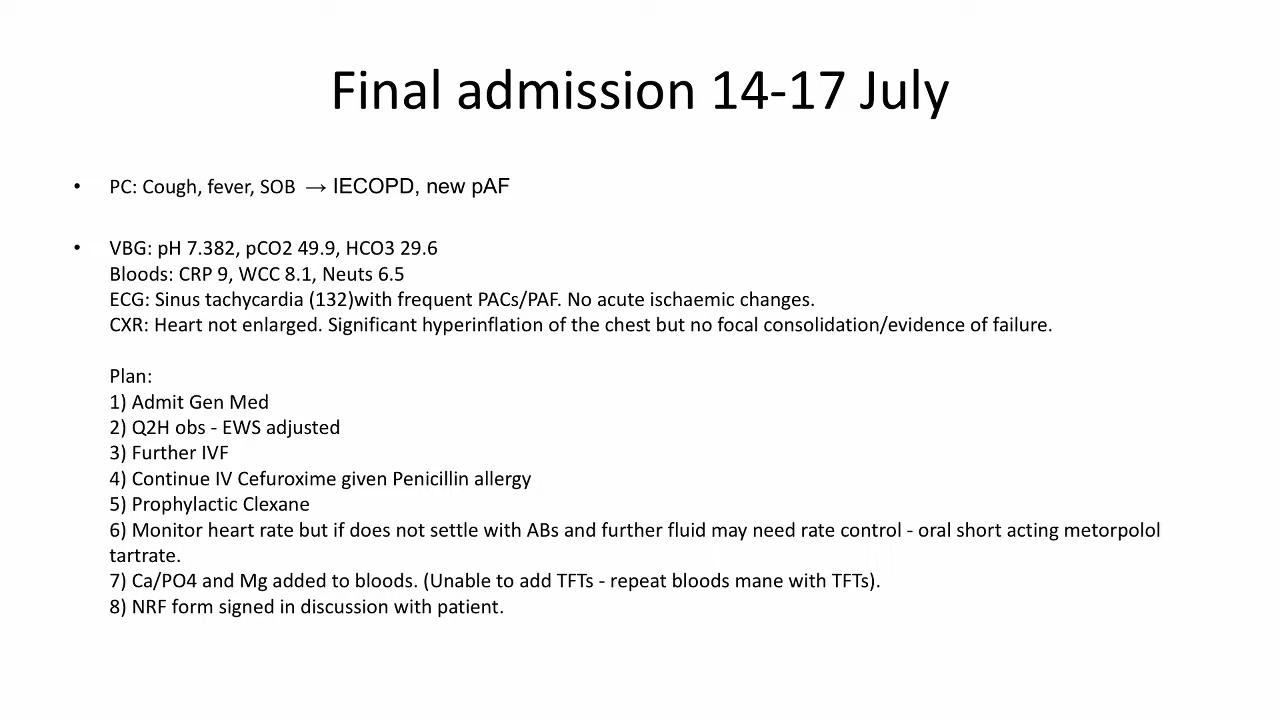 Final admission 14-17 July
• PC: Cough, fever, SOB → IECOPD, new pAF
• VBG: pH 7.382, pCO2 49.9, HCO3 29.6
Bloods: CRP 9, WCC 8.1, Neuts 6.5
ECG: Sinus tachycardia (132)with frequent PACs/PAF. No acute ischaemic changes.
CXR: Heart not enlarged. Significant hyperinflation of the chest but no focal consolidation/evidence of failure.
Plan:
1) Admit Gen Med
2) Q2H obs - EWS adjusted
3) Further IVF
4) Continue IV Cefuroxime given Penicillin allergy
5) Prophylactic Clexane
6) Monitor heart rate but if does not settle with ABs and further fluid may need rate control - oral short acting metorpolol
tartrate.
7) Ca/PO4 and Mg added to bloods. (Unable to add TFTs - repeat bloods mane with TFTs).
8) NRF form signed in discussion with patient.